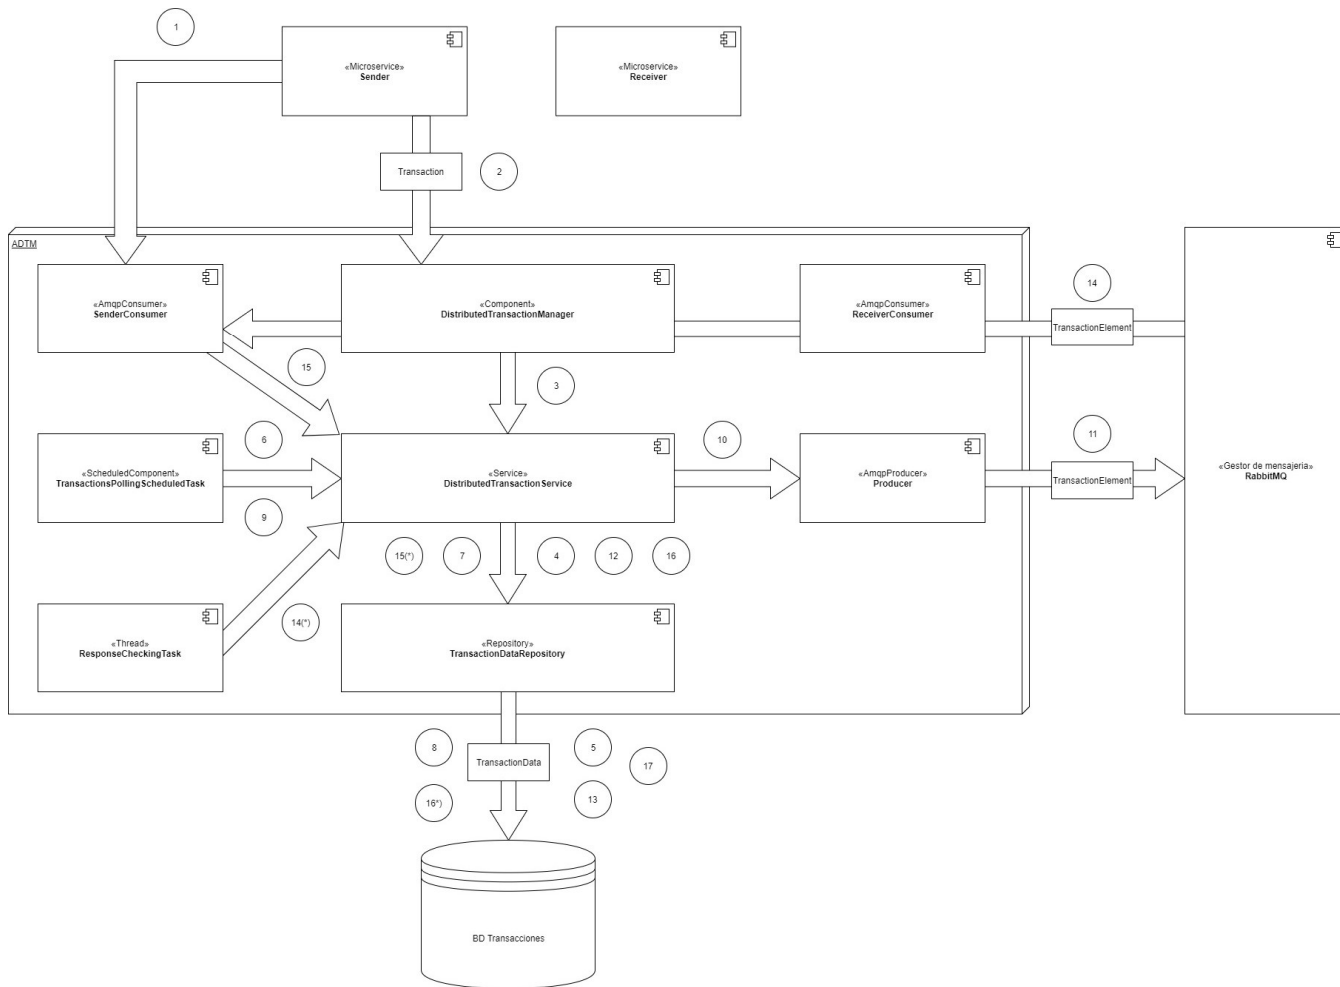 1
«Microservice»
Sender
«Microservice»
Receiver
Transaction
2
ADTM
«AmqpConsumer»
SenderConsumer
«Component»
DistributedTransactionManager
«AmqpConsumer»
ReceiverConsumer
14
TransactionElement
15
3
«ScheduledComponent»
TransactionsPollingScheduledTask
6
9
«Service»
DistributedTransactionService
10
«AmqpProducer»
Producer
11
TransactionElement
«Gestor de mensajeria»
RabbitMQ
15(*)
7
4
12
16
«Thread»
ResponseCheckingTask
14(*)
«Repository»
TransactionDataRepository
8
TransactionData
5
17
16*)
13
BD Transacciones